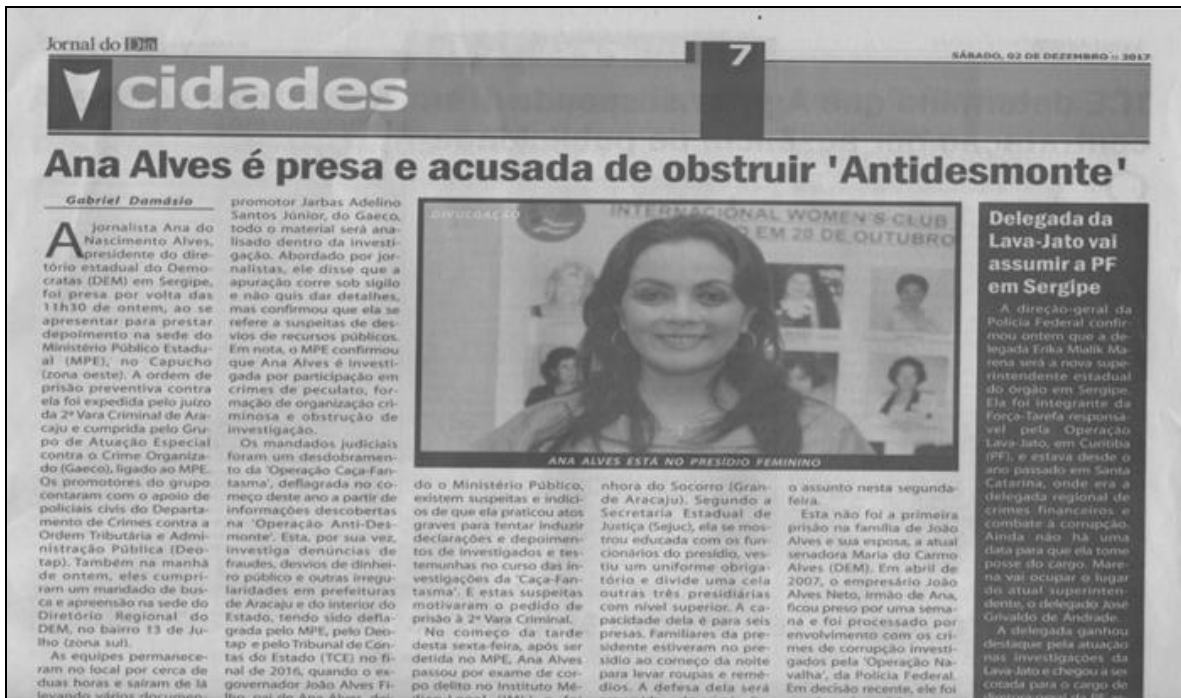 Jornal do Dia
cidades
7
SÁBADO, 02 DE DEZEMBRO :: 2017
Ana Alves é presa e acusada de obstruir 'Antidesmonte'
Gabriel Damásio
A jornalista Ana do
Nascimento Alves,
presidente do dire-
tório estadual do Demo-
cratas (DEM) em Sergipe,
foi presa por volta das
11h30 de ontem, ao se
apresentar para prestar
depoimento na sede do
Ministério Público Estadu-
al (MPE), no Capucho
(zona oeste). A ordem de
prisão preventiva contra
ela foi expedida pelo juízo
da 2ª Vara Criminal de Ara-
caju e cumprida pelo Gru-
po de Atuação Especial
contra o Crime Organiza-
do (Gaeco), ligado ao MPE.
Os promotores do grupo
contaram com o apoio de
policiais civis do Departa-
mento de Crimes contra a
Ordem Tributária e Admi-
nistração Pública (Deo-
tap). Também na manhã
de ontem, eles cumpri-
ram um mandado de bus-
ca e apreensão na sede do
Diretório Regional do
DEM, no bairro 13 de Ju-
lho (zona sul).
As equipes permanece-
ram no local por cerca de
duas horas e saíram de lá
levando vários documen-
promotor Jarbas Adelino
Santos Júnior, do Gaeco,
todo o material será ana-
lisado dentro da investi-
gação. Abordado por jor-
nalistas, ele disse que a
apuração corre sob sigilo
e não quis dar detalhes,
mas confirmou que ela se
refere a suspeitas de des-
vios de recursos públicos.
Em nota, o MPE confirmou
que Ana Alves é investi-
gada por participação em
crimes de peculato, for-
mação de organização cri-
minosa e obstrução de
investigação.
Os mandados judiciais
foram um desdobramen-
to da 'Operação Caça-Fan-
tasma', deflagrada no co-
meço deste ano a partir de
informações descobertas
na 'Operação Anti-Des-
monte'. Esta, por sua vez,
investiga denúncias de
fraudes, desvios de dinhei-
ro público e outras irregu-
laridades em prefeituras
de Aracaju e do interior do
Estado, tendo sido defla-
grada pelo MPE, pelo Deo-
tap e pelo Tribunal de Con-
tas do Estado (TCE) no fi-
nal de 2016, quando o ex-
governador João Alves Fi-
DIVULGAÇÃO
INTERNACIONAL WOMEN'S CLUB
O EM 20 DE OUTUBRO
ANA ALVES ESTÁ NO PRESÍDIO FEMININO
do o Ministério Público,
existem suspeitas e indíci-
os de que ela praticou atos
graves para tentar induzir
declarações e depoimen-
tos de investigados e tes-
temunhas no curso das in-
vestigações da 'Caça-Fan-
tasma'. E estas suspeitas
motivaram o pedido de
prisão à 2ª Vara Criminal.
No começo da tarde
desta sexta-feira, após ser
detida no MPE, Ana Alves
passou por exame de cor-
po delito no Instituto Mé-
nhora do Socorro (Gran-
de Aracaju). Segundo a
Secretaria Estadual de
Justiça (Sejuc), ela se mos-
trou educada com os fun-
cionários do presídio, ves-
tiu um uniforme obriga-
tório e divide uma cela
outras três presidiárias
com nível superior. A ca-
pacidade dela é para seis
presas. Familiares da pre-
sidente estiveram no pre-
sídio ao começo da noite
para levar roupas e remé-
dios. A defesa dela será
o assunto nesta segunda-
feira.
Esta não foi a primeira
prisão na família de João
Alves e sua esposa, a atual
senadora Maria do Carmo
Alves (DEM). Em abril de
2007, o empresário João
Alves Neto, irmão de Ana,
ficou preso por uma sema-
na e foi processado por
envolvimento com os cri-
mes de corrupção investi-
gados pela 'Operação Na-
valha', da Polícia Federal.
Em decisão recente, ele foi
Delegada da
Lava-Jato vai
assumir a PF
em Sergipe
A direção-geral da
Polícia Federal confir-
mou ontem que a de-
legada Erika Mialik Ma-
rena será a nova supe-
rintendente estadual
do órgão em Sergipe.
Ela foi integrante da
Força-Tarefa responsá-
vel pela Operação
Lava-Jato, em Curitiba
(PF), e estava desde o
ano passado em Santa
Catarina, onde era a
delegada regional de
crimes financeiros e
combate à corrupção.
Ainda não há uma
data para que ela tome
posse do cargo. Mare-
na vai ocupar o lugar
do atual superinten-
dente, o delegado José
Grivaldo de Andrade.
A delegada ganhou
destaque pela atuação
nas investigações da
Lava-Jato e chegou a ser
cotada para o cargo de